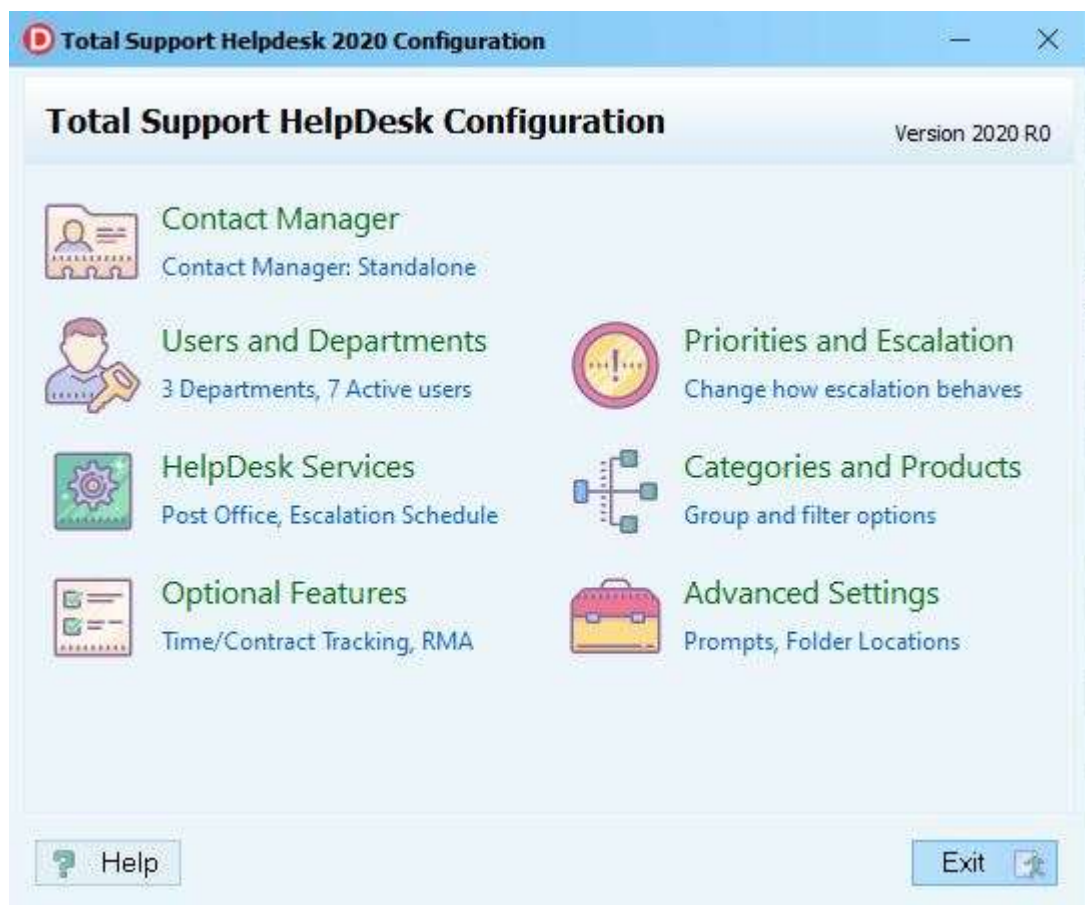 Total Support Helpdesk 2020 Configuration
Total Support HelpDesk Configuration
Version 2020 R0
Contact Manager
Contact Manager: Standalone
Users and Departments
3 Departments, 7 Active users
Priorities and Escalation
Change how escalation behaves
HelpDesk Services
Post Office, Escalation Schedule
Categories and Products
Group and filter options
Optional Features
Time/Contract Tracking, RMA
Advanced Settings
Prompts, Folder Locations
Help
Exit